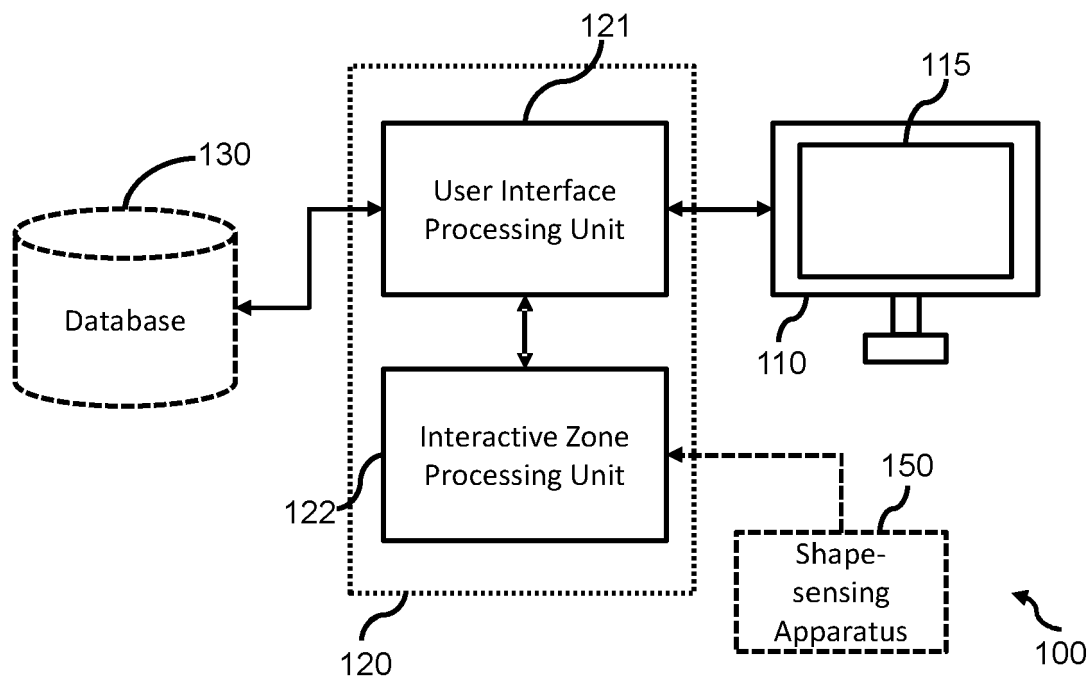 121
115
130
User Interface
Processing Unit
Database
110
Interactive Zone
Processing Unit
150
122
Shape-
sensing
Apparatus
120
100